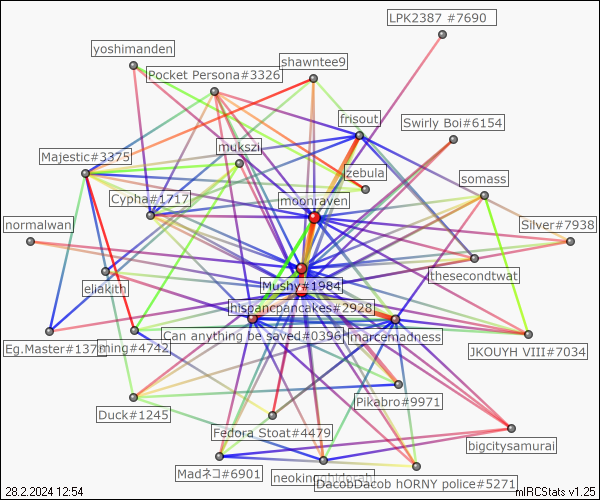 LPK2387 #7690
yoshimanden
shawntee9
Pocket Persona#3326
frisout
Swirly Boi#6154
mukszi
Majestic#3375
zebula
somass
Cypha#1717
moonraven
normalwan
Silver#7938
thesecondtwat
eliakith
Mushy#1984
hispancpancakes#2928
Can anything be saved#0396
marcemadness
Eg.Master#137
ming#4742
JKOUYH VIII#7034
Pikabro#9971
Duck#1245
Fedora Stoat#4479
bigcitysamurai
Madネコ#6901
DacobDacob hORNY police#5271
28.2.2024 12:54
mIRCStats v1.25